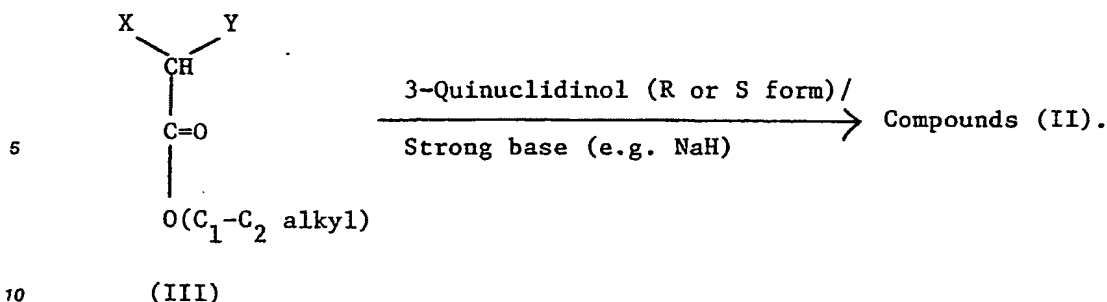 X Y
CH
3-Quinuclidinol (R or S form)/
C=O Compounds (II).
5 Strong base (e.g. NaH)
O(C1-C2 alkyl)
10 (III)